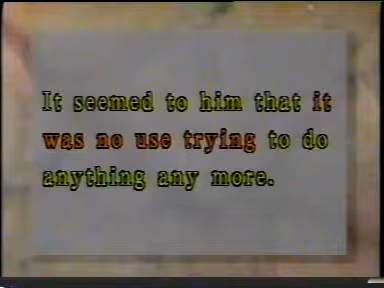 It seemed to him that it
was no use trying to do
anything any more.